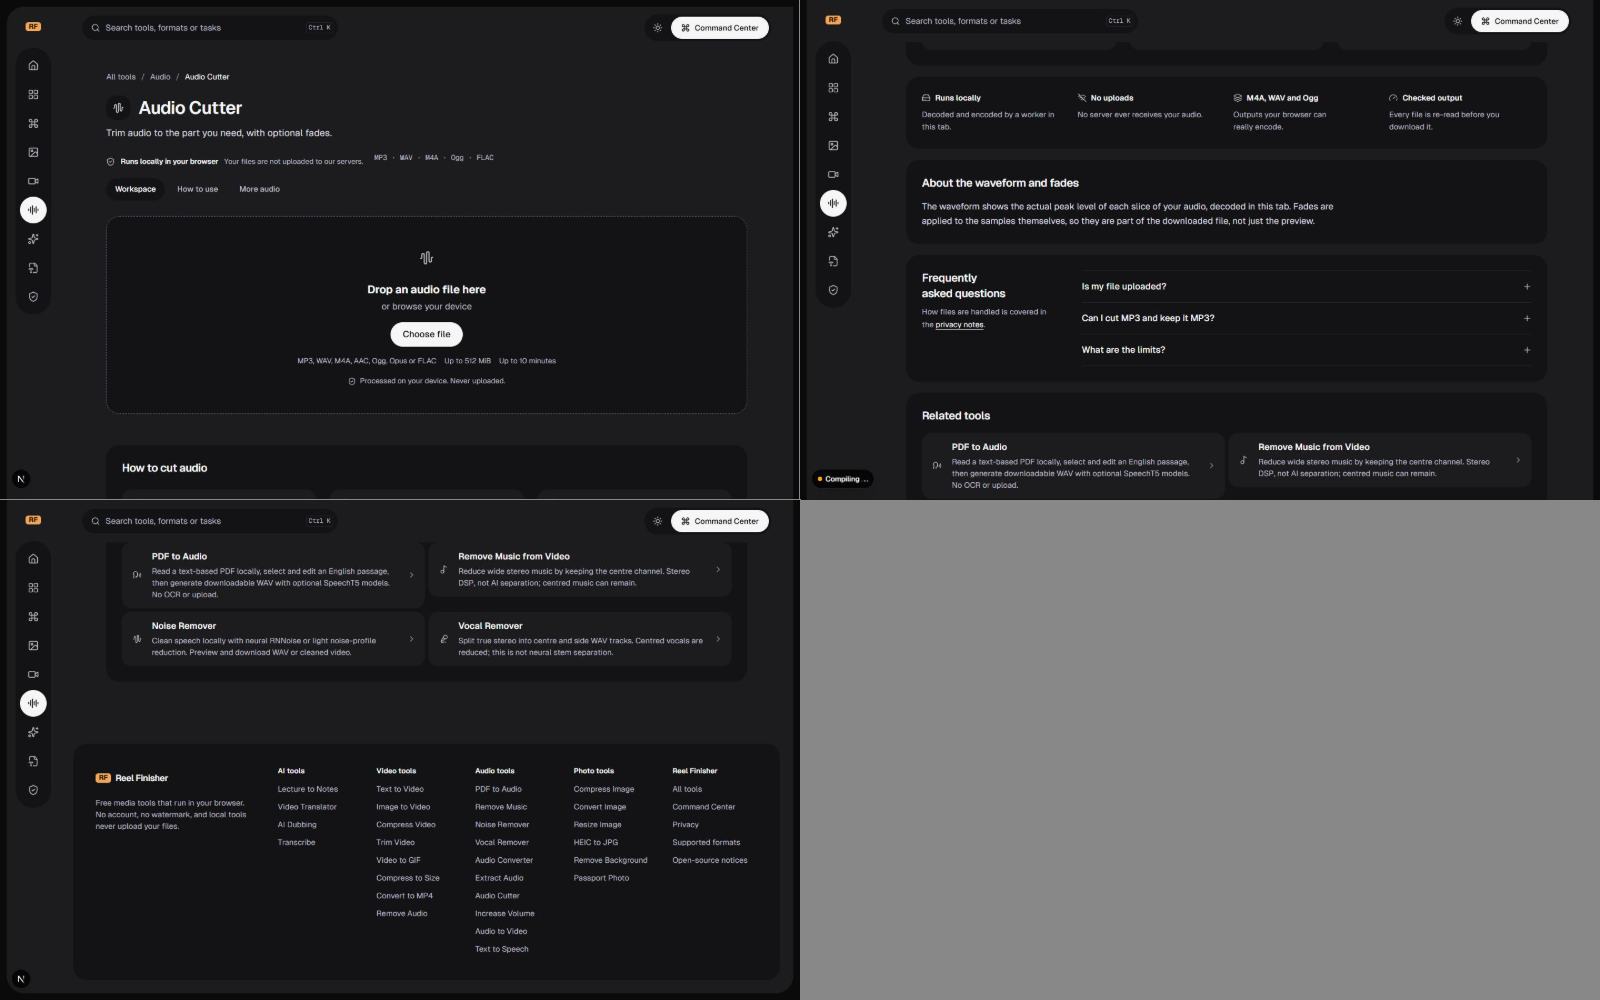 RF
Search tools, formats or tasks
Ctrl K
Command Center
All tools / Audio / Audio Cutter
Audio Cutter
Trim audio to the part you need, with optional fades.
Runs locally in your browser Your files are not uploaded to our servers. MP3 · WAV · M4A · Ogg · FLAC
Workspace How to use More audio
Drop an audio file here
or browse your device
Choose file
MP3, WAV, M4A, AAC, Ogg, Opus or FLAC Up to 512 MiB Up to 10 minutes
Processed on your device. Never uploaded.
How to cut audio
N
RF
Search tools, formats or tasks
Ctrl K
Command Center
Runs locally
Decoded and encoded by a worker in
this tab.
No uploads
No server ever receives your audio.
M4A, WAV and Ogg
Outputs your browser can
really encode.
Checked output
Every file is re-read before you
download it.
About the waveform and fades
The waveform shows the actual peak level of each slice of your audio, decoded in this tab. Fades are
applied to the samples themselves, so they are part of the downloaded file, not just the preview.
Frequently
asked questions
How files are handled is covered in
the privacy notes.
Is my file uploaded?
Can I cut MP3 and keep it MP3?
What are the limits?
Related tools
PDF to Audio
Read a text-based PDF locally, select and edit an English passage,
then generate downloadable WAV with optional SpeechT5 models.
No OCR or upload.
Remove Music from Video
Reduce wide stereo music by keeping the centre channel. Stereo
DSP, not AI separation; centred music can remain.
Compiling ...
RF
Search tools, formats or tasks
Ctrl K
Command Center
PDF to Audio
Read a text-based PDF locally, select and edit an English passage,
then generate downloadable WAV with optional SpeechT5 models.
No OCR or upload.
Remove Music from Video
Reduce wide stereo music by keeping the centre channel. Stereo
DSP, not AI separation; centred music can remain.
Noise Remover
Clean speech locally with neural RNNoise or light noise-profile
reduction. Preview and download WAV or cleaned video.
Vocal Remover
Split true stereo into centre and side WAV tracks. Centred vocals are
reduced; this is not neural stem separation.
RF Reel Finisher
Free media tools that run in your browser.
No account, no watermark, and local tools
never upload your files.
AI tools
Lecture to Notes
Video Translator
AI Dubbing
Transcribe
Video tools
Text to Video
Image to Video
Compress Video
Trim Video
Video to GIF
Compress to Size
Convert to MP4
Remove Audio
Audio tools
PDF to Audio
Remove Music
Noise Remover
Vocal Remover
Audio Converter
Extract Audio
Audio Cutter
Increase Volume
Audio to Video
Text to Speech
Photo tools
Compress Image
Convert Image
Resize Image
HEIC to JPG
Remove Background
Passport Photo
Reel Finisher
All tools
Command Center
Privacy
Supported formats
Open-source notices
N